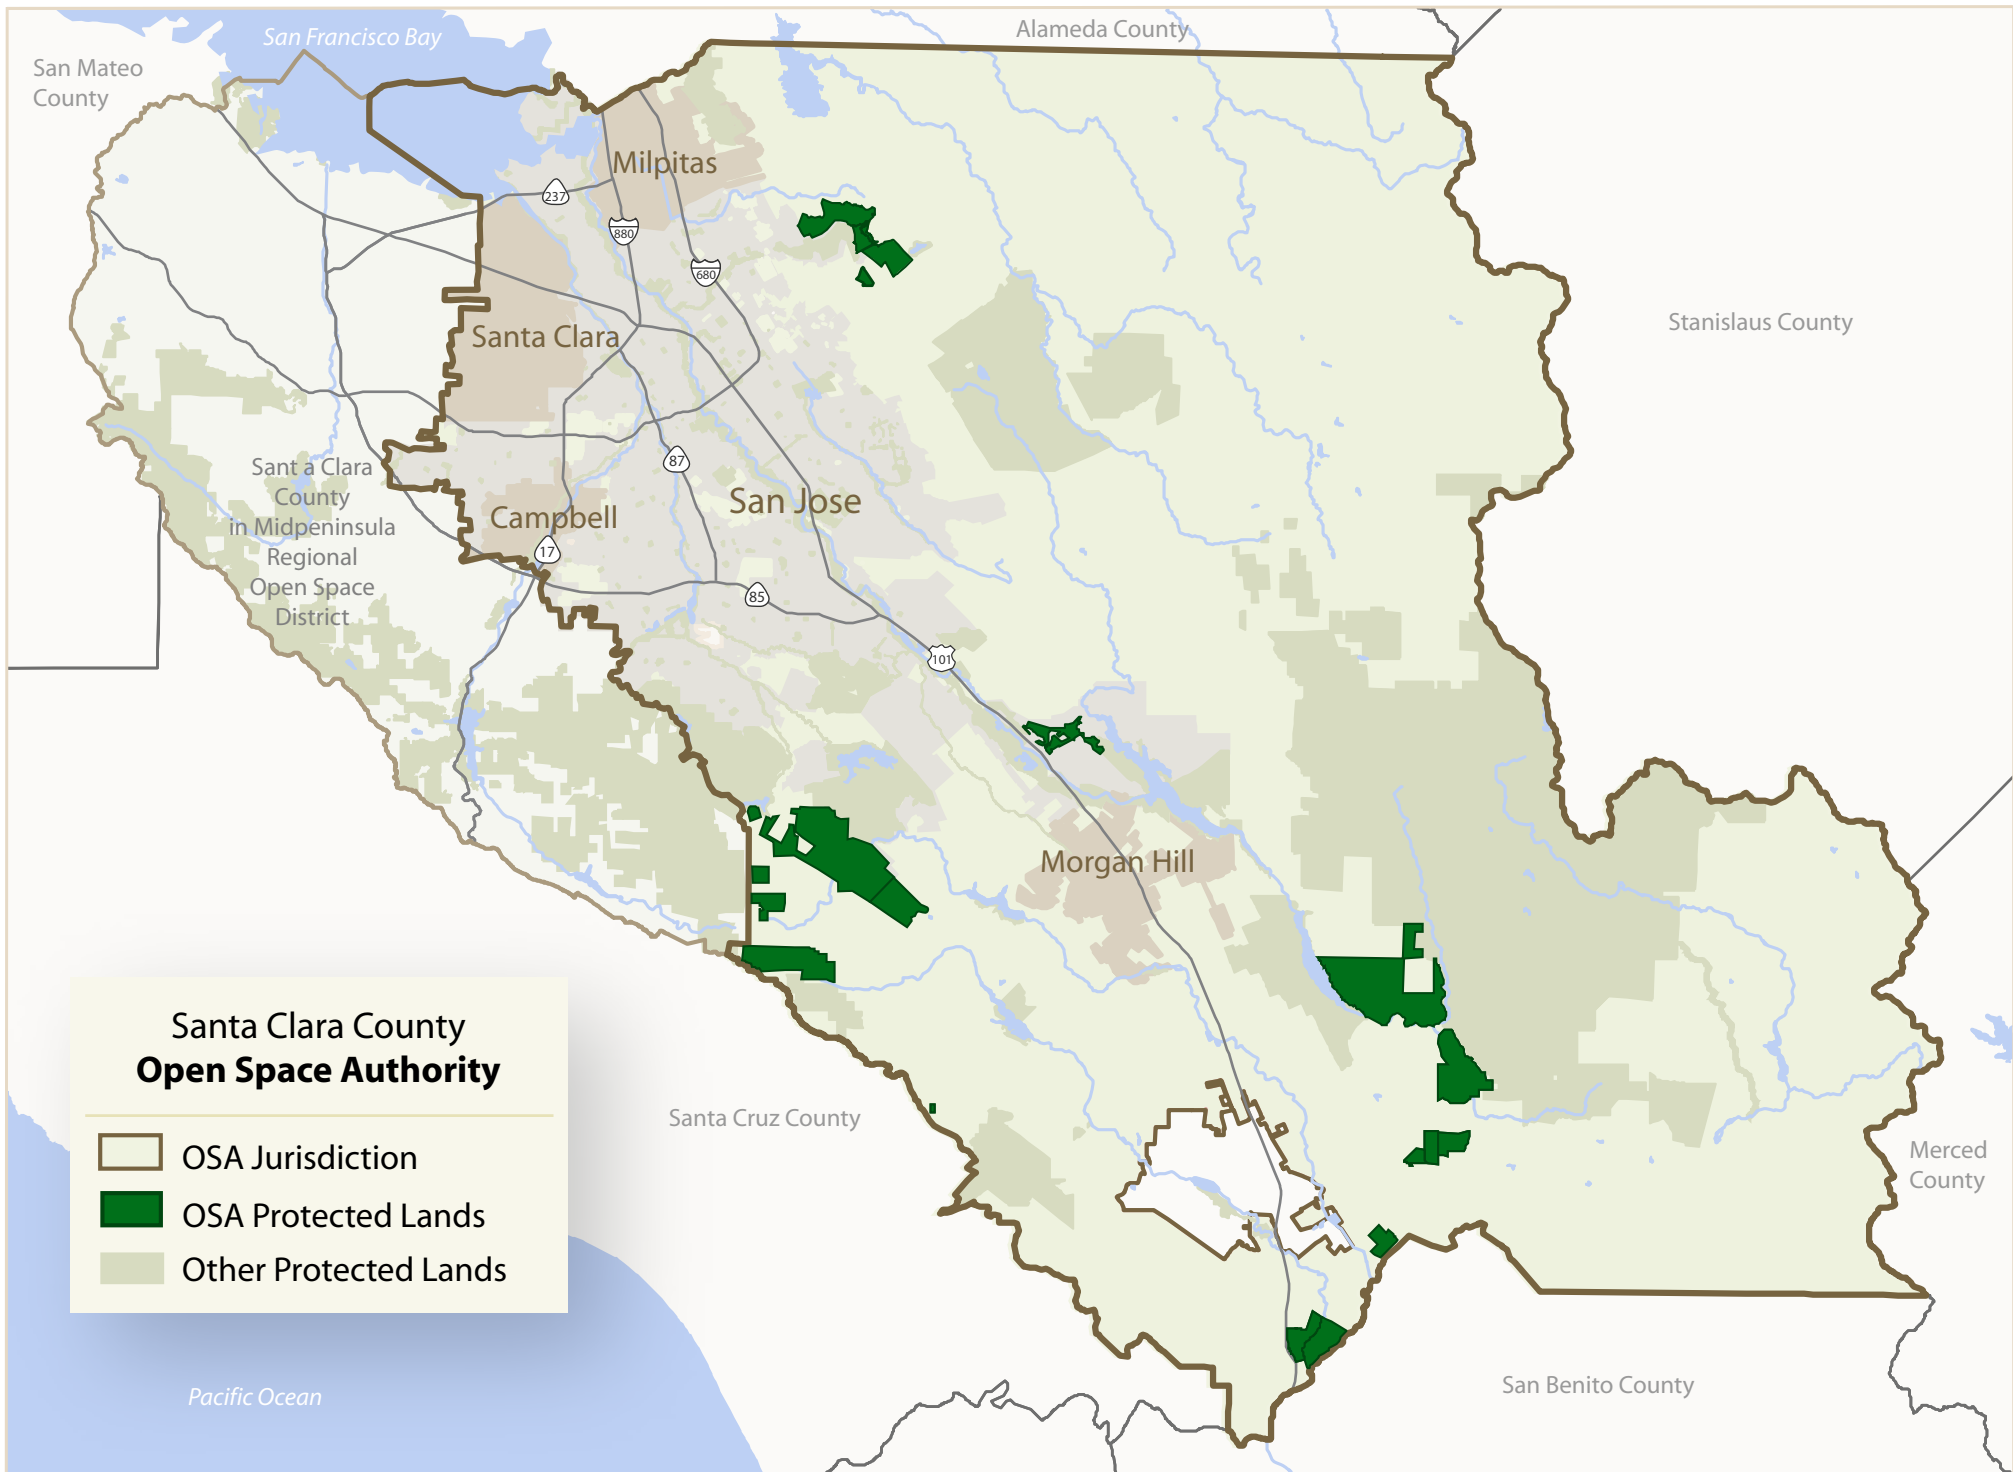 San Francisco Bay
Alameda County
San Mateo
County
Milpitas
237
880
680
Santa Clara
Stanislaus County
Sant a Clara
County
in Midpeninsula
Regional
Open Space
District
87
San Jose
Campbell
17
85
101
Morgan Hill
Santa Clara County
Open Space Authority
OSA Jurisdiction
OSA Protected Lands
Other Protected Lands
Santa Cruz County
Merced
County
San Benito County
Pacific Ocean